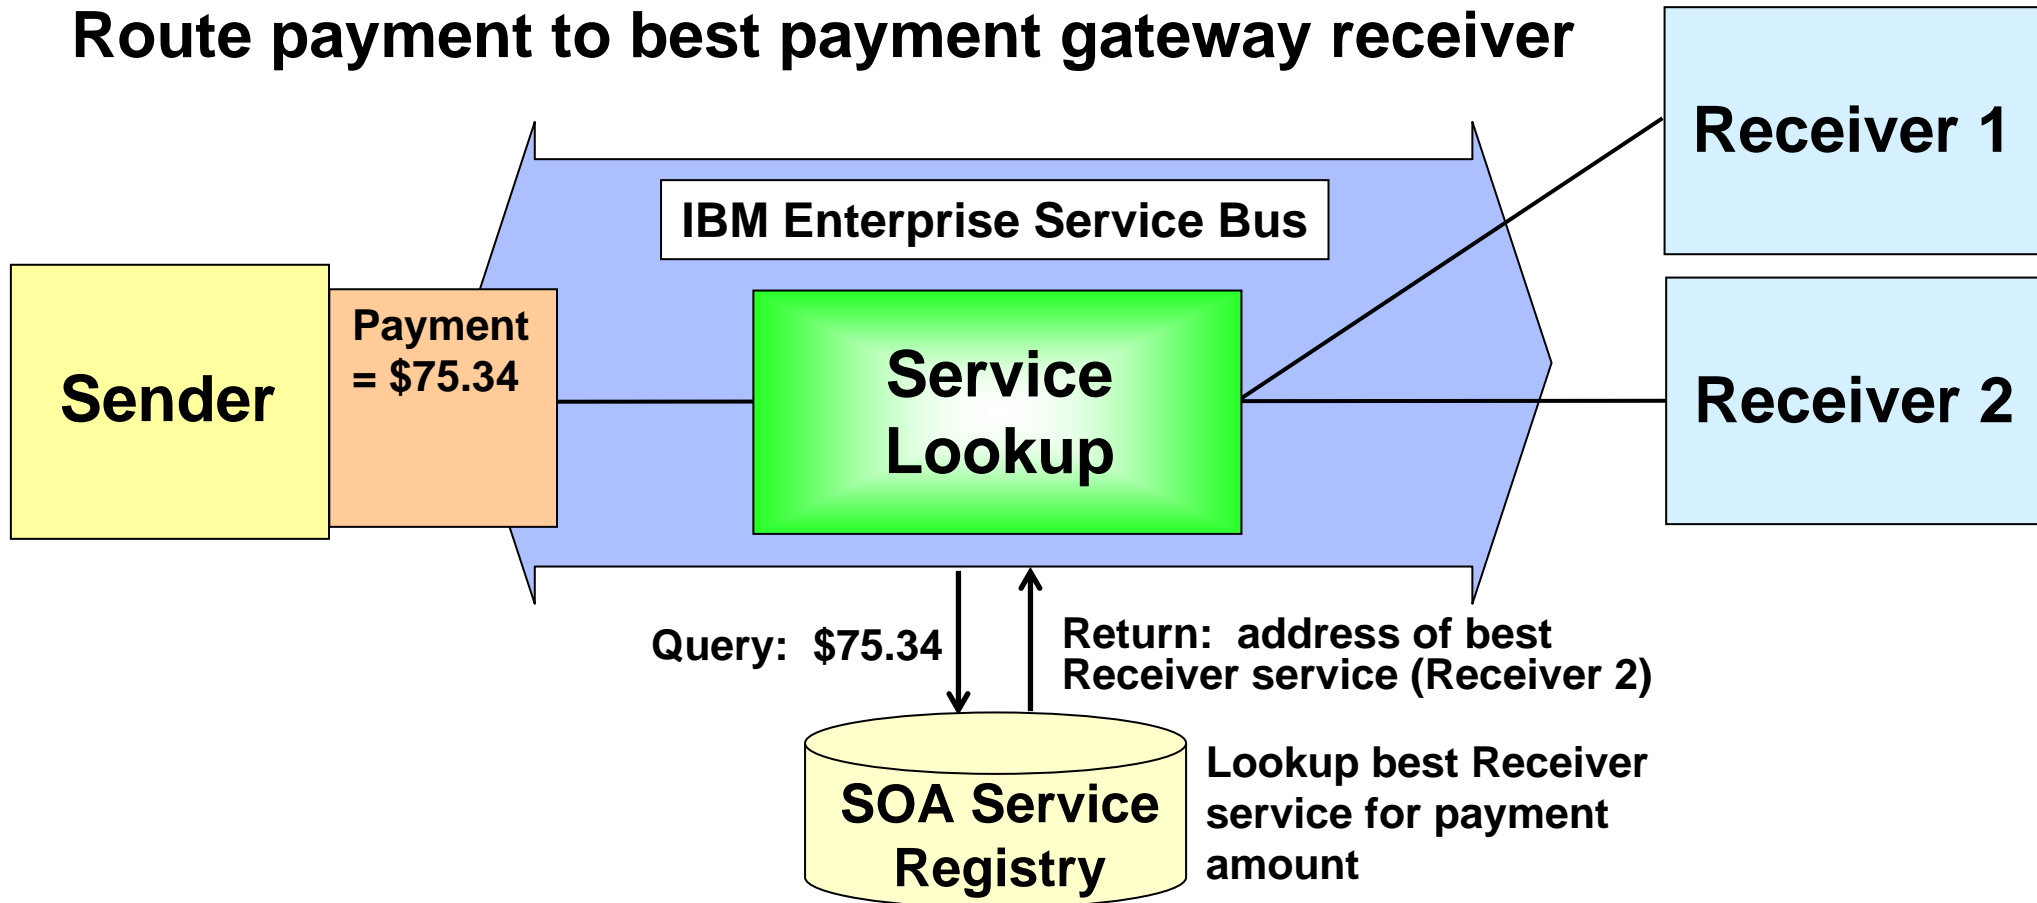 Route payment to best payment gateway receiver
Receiver 1
IBM Enterprise Service Bus
Payment
= $75.34
Sender
Service
Lookup
Receiver 2
Query:  $75.34
Return:  address of best
Receiver service (Receiver 2)
SOA Service
Registry
Lookup best Receiver
service for payment
amount